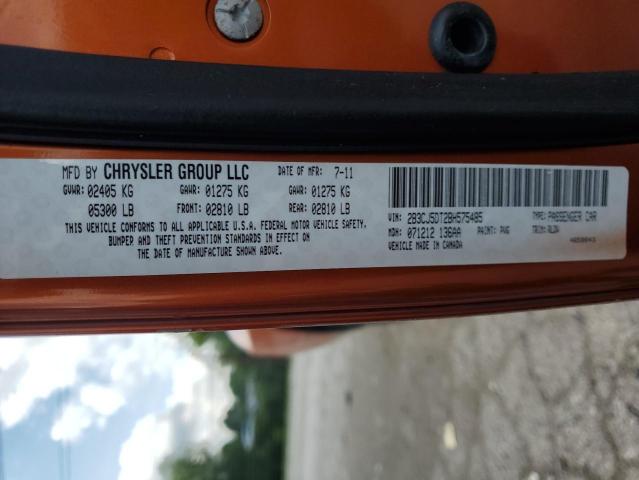 MFD BY CHRYSLER GROUP LLC DATE OF MFR: 7-11
GVWR: 02405 KG GAWR: 01275 KG GAWR: 01275 KG
05300 LB FRONT: 02810 LB REAR: 02810 LB
THIS VEHICLE CONFORMS TO ALL APPLICABLE U.S.A. FEDERAL MOTOR VEHICLE SAFETY,
BUMPER AND THEFT PREVENTION STANDARDS IN EFFECT ON
THE DATE OF MANUFACTURE SHOWN ABOVE.
VIN: 2B3CJ5DT2BH575485 TYPE: PASSENGER CAR
MDH: 071212 136AA PAINT: PVG TRIM:
VEHICLE MADE IN CANADA